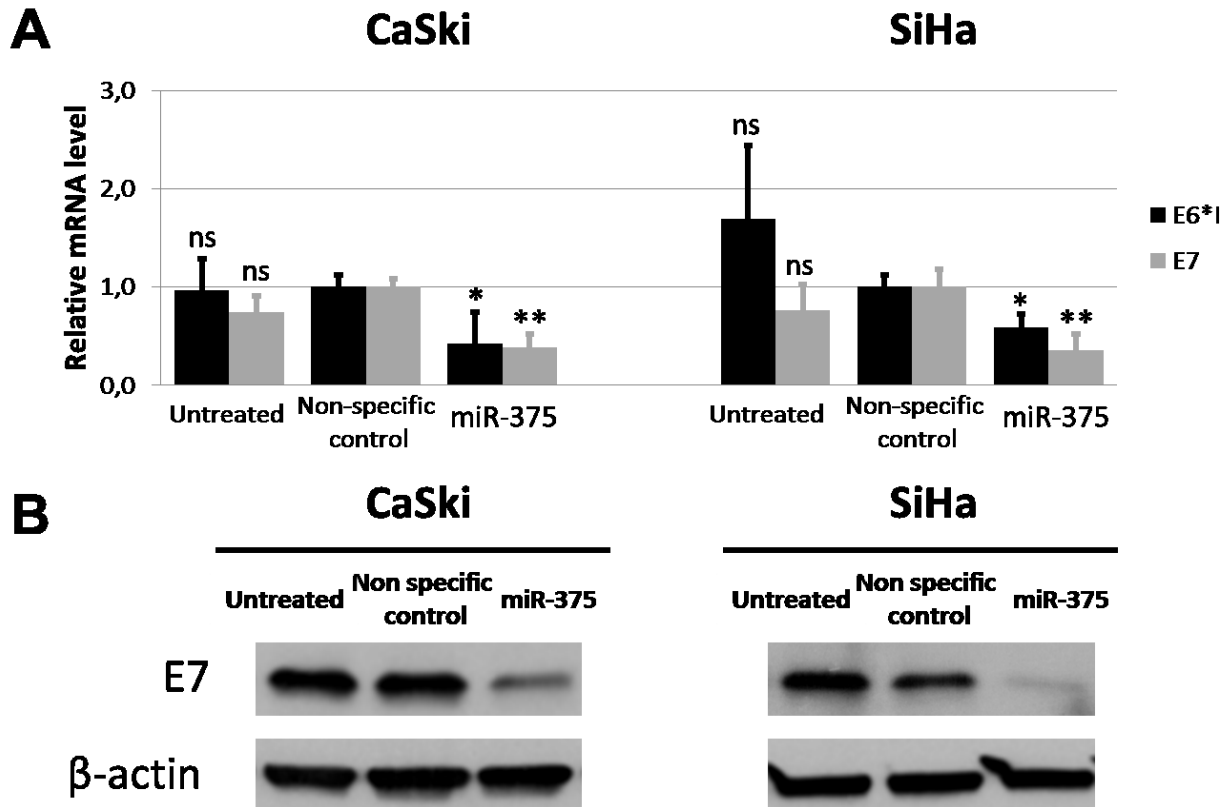 A
CaSki
SiHa
Relative mRNA level
3,0
2,0
1,0
0,0
ns
ns
*
**
ns
ns
*
**
E6*I
E7
Untreated
Non-specific
control
miR-375
Untreated
Non-specific
control
miR-375
B
CaSki
SiHa
Untreated
Non specific
control
miR-375
Untreated
Non specific
control
miR-375
E7
β-actin